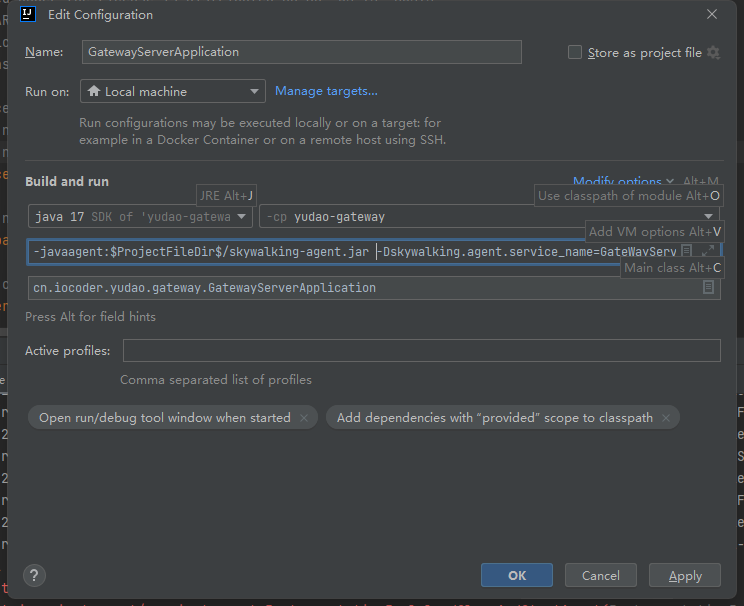 IJ
Edit Configuration
Name:
GatewayServerApplication
Store as project file
Run on:
Local machine
Manage targets...
Run configurations may be executed locally or on a target: for
example in a Docker Container or on a remote host using SSH.
Build and run
Modify options
Alt+M
JRE Alt+J
Use classpath of module Alt+O
java 17 SDK of 'yudao-gatewa
-cp yudao-gateway
Add VM options Alt+V
-javaagent:$ProjectFileDir$/skywalking-agent.jar -Dskywalking.agent.service_name=GateWayServ
Main class Alt+C
cn.iocoder.yudao.gateway.GatewayServerApplication
Press Alt for field hints
Active profiles:
Comma separated list of profiles
Open run/debug tool window when started
Add dependencies with “provided” scope to classpath
?
OK
Cancel
Apply